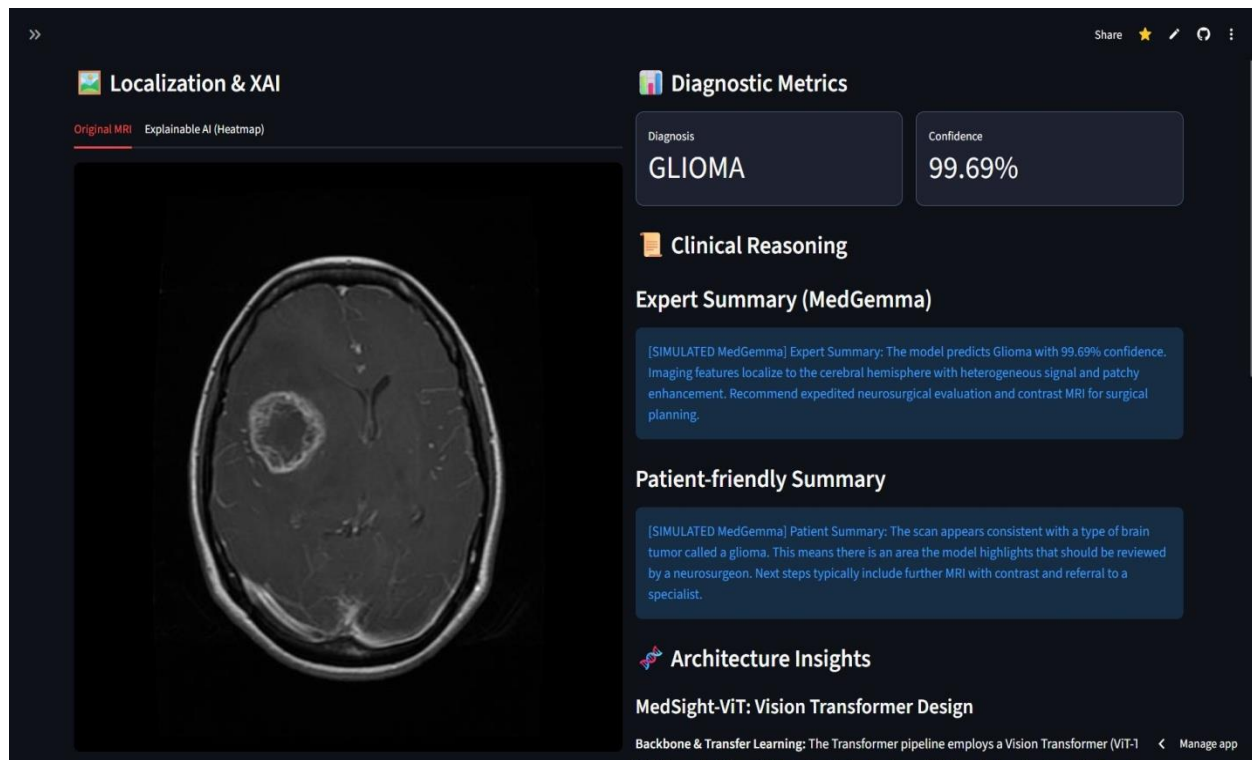 Share
Localization & XAI
Original MRI
Explainable AI (Heatmap)
Diagnostic Metrics
Diagnosis
GLIOMA
Confidence
99.69%
Clinical Reasoning
Expert Summary (MedGemma)
[SIMULATED MedGemma] Expert Summary: The model predicts Glioma with 99.69% confidence.
Imaging features localize to the cerebral hemisphere with heterogeneous signal and patchy
enhancement. Recommend expedited neurosurgical evaluation and contrast MRI for surgical
planning.
Patient-friendly Summary
[SIMULATED MedGemma] Patient Summary: The scan appears consistent with a type of brain
tumor called a glioma. This means there is an area the model highlights that should be reviewed
by a neurosurgeon. Next steps typically include further MRI with contrast and referral to a
specialist.
Architecture Insights
MedSight-ViT: Vision Transformer Design
Backbone & Transfer Learning: The Transformer pipeline employs a Vision Transformer
Manage app